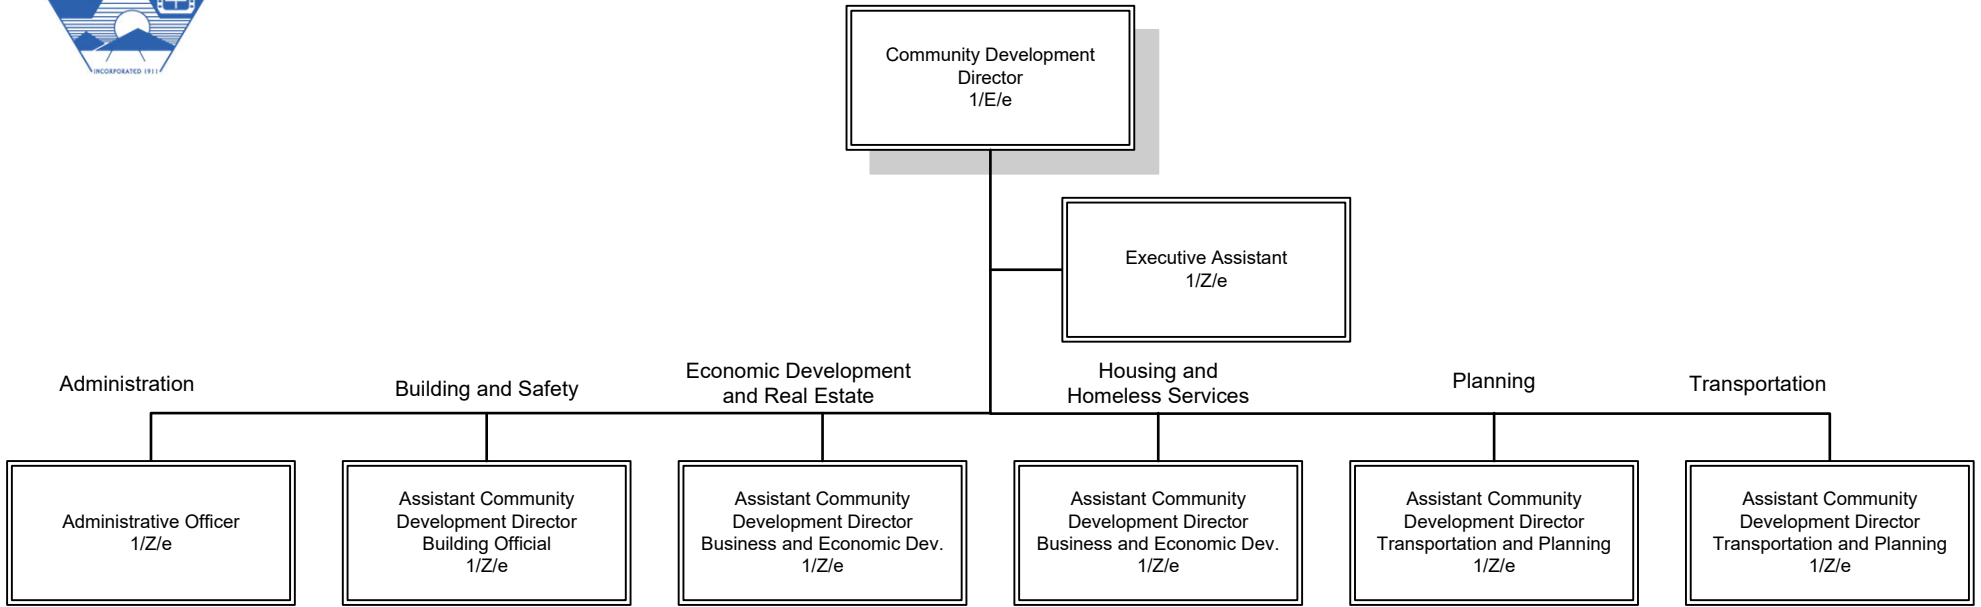 INCORPORATED 1911
Community Development
Director
1/E/e
Executive Assistant
1/Z/e
Administration
Building and Safety
Economic Development
and Real Estate
Housing and
Homeless Services
Planning
Transportation
Administrative Officer
1/Z/e
Assistant Community
Development Director
Building Official
1/Z/e
Assistant Community
Development Director
Business and Economic Dev.
1/Z/e
Assistant Community
Development Director
Business and Economic Dev.
1/Z/e
Assistant Community
Development Director
Transportation and Planning
1/Z/e
Assistant Community
Development Director
Transportation and Planning
1/Z/e